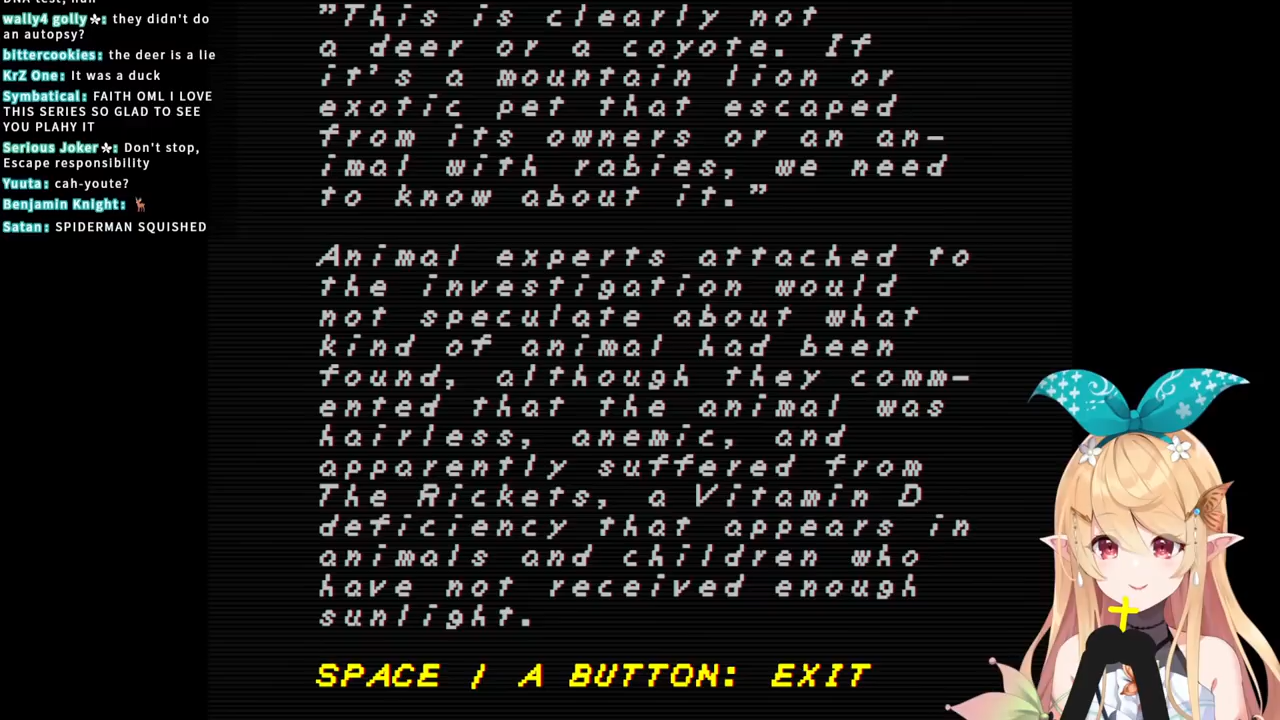 wally4 golly: they didn't do
an autopsy?
bittercookies: the deer is a lie
KrZ One: It was a duck
Symbatical: FAITH OML I LOVE
THIS SERIES SO GLAD TO SEE
YOU PLAHY IT
Serious Joker: Don't stop,
Escape responsibility
Yuuta: cah-youte?
Benjamin Knight: 🦌
Satan: SPIDERMAN SQUISHED
"This is clearly not
a deer or a coyote. If
it's a mountain lion or
exotic pet that escaped
from its owners or an an-
imal with rabies, we need
to know about it."
Animal experts attached to
the investigation would
not speculate about what
kind of animal had been
found, although they comm-
ented that the animal was
hairless, anemic, and
apparently suffered from
The Rickets, a Vitamin D
deficiency that appears in
animals and children who
have not received enough
sunlight.
SPACE / A BUTTON: EXIT